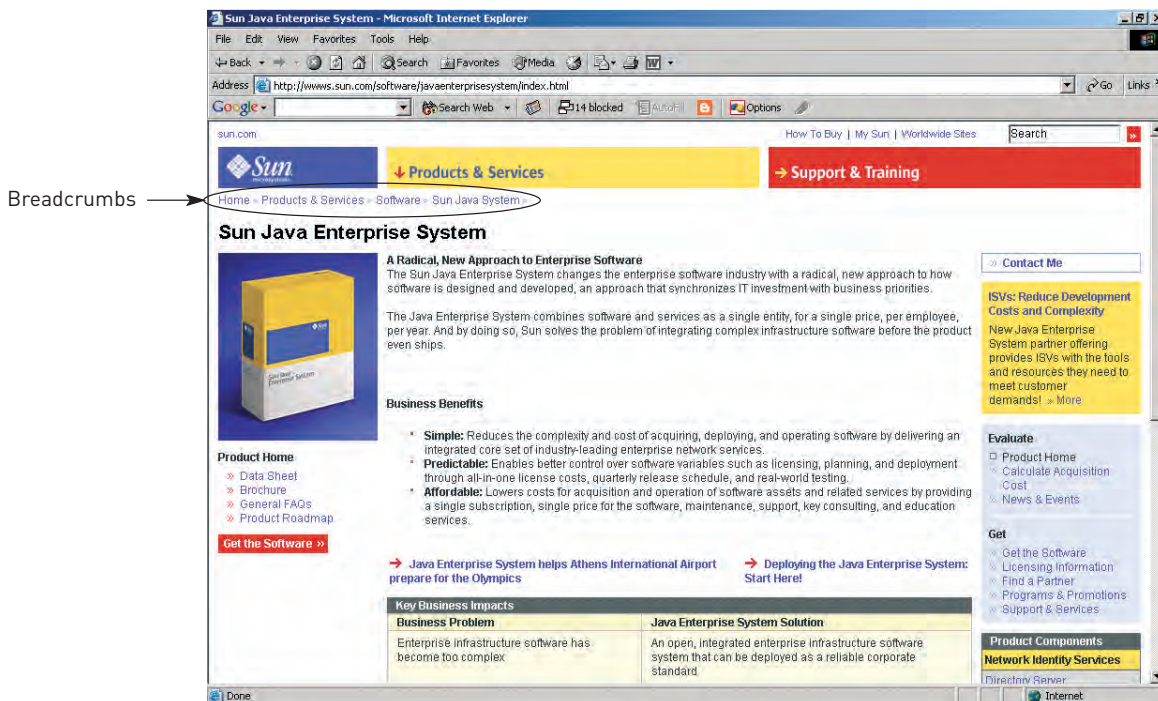 Sun Java Enterprise System - Microsoft Internet Explorer
File Edit View Favorites Tools Help
Back Search Favorites Media
Address http://wwws.sun.com/software/javaenterprisesystem/index.html Go Links
Google Search Web 14 blocked AutoFill Options
sun.com How To Buy | My Sun | Worldwide Sites Search
Sun microsystems Products & Services Support & Training
Breadcrumbs
Home » Products & Services » Software » Sun Java System »
Sun Java Enterprise System
A Radical, New Approach to Enterprise Software
The Sun Java Enterprise System changes the enterprise software industry with a radical, new approach to how
software is designed and developed, an approach that synchronizes IT investment with business priorities.
The Java Enterprise System combines software and services as a single entity, for a single price, per employee,
per year. And by doing so, Sun solves the problem of integrating complex infrastructure software before the product
even ships.
Business Benefits
Simple: Reduces the complexity and cost of acquiring, deploying, and operating software by delivering an
integrated core set of industry-leading enterprise network services.
Predictable: Enables better control over software variables such as licensing, planning, and deployment
through all-in-one license costs, quarterly release schedule, and real-world testing.
Affordable: Lowers costs for acquisition and operation of software assets and related services by providing
a single subscription, single price for the software, maintenance, support, key consulting, and education
services.
Sun
Sun Java
Enterprise System
Product Home
» Data Sheet
» Brochure
» General FAQs
» Product Roadmap
Get the Software »
Java Enterprise System helps Athens International Airport
prepare for the Olympics
Deploying the Java Enterprise System:
Start Here!
Key Business Impacts
Business Problem Java Enterprise System Solution
Enterprise infrastructure software has
become too complex
An open, integrated enterprise infrastructure software
system that can be deployed as a reliable corporate
standard
» Contact Me
ISVs: Reduce Development
Costs and Complexity
New Java Enterprise
System partner offering
provides ISVs with the tools
and resources they need to
meet customer
demands! » More
Evaluate
Product Home
» Calculate Acquisition
Cost
» News & Events
Get
» Get the Software
» Licensing Information
» Find a Partner
» Programs & Promotions
» Support & Services
Product Components
Network Identity Services
Directory Server
Done Internet